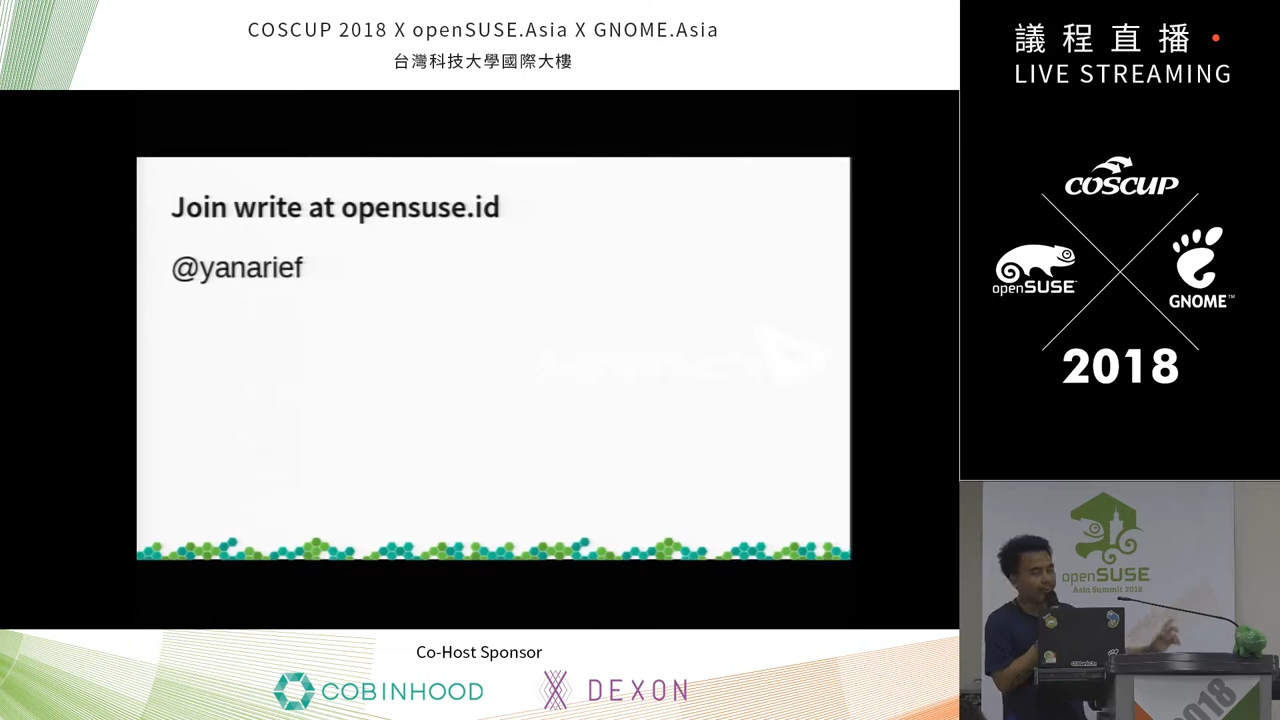 COSCUP 2018 X openSUSE.Asia X GNOME.Asia
台灣科技大學國際大樓
議程直播
LIVE STREAMING
COSCUP
openSUSE
GNOME™
2018
Join write at opensuse.id
@yanarief
openSUSE
Asia Summit 2018
2018
Co-Host Sponsor
COBINHOOD
DEXON